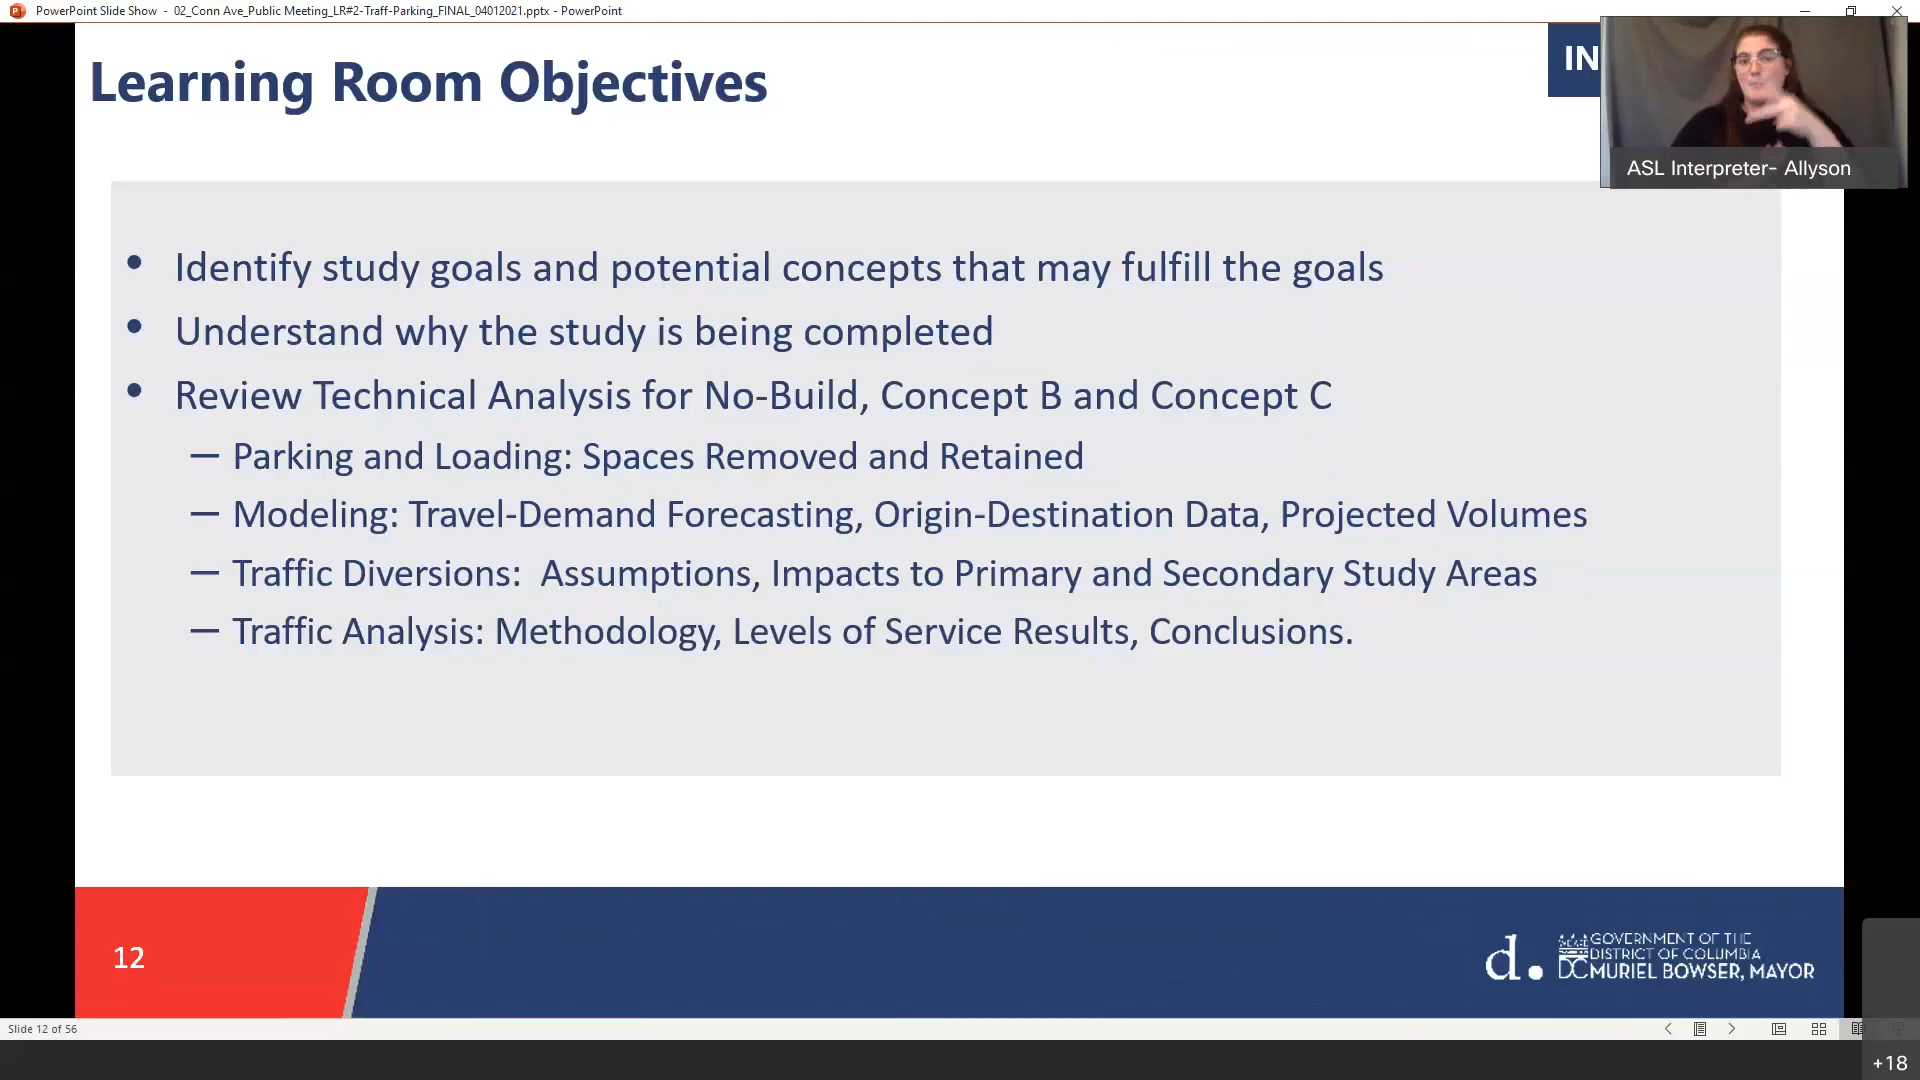 PowerPoint Slide Show - 02_Conn Ave_Public Meeting_LR#2-Traff-Parking_FINAL_04012021.pptx - PowerPoint
Learning Room Objectives
IN
ASL Interpreter- Allyson
• Identify study goals and potential concepts that may fulfill the goals
• Understand why the study is being completed
• Review Technical Analysis for No-Build, Concept B and Concept C
— Parking and Loading: Spaces Removed and Retained
— Modeling: Travel-Demand Forecasting, Origin-Destination Data, Projected Volumes
— Traffic Diversions:  Assumptions, Impacts to Primary and Secondary Study Areas
— Traffic Analysis: Methodology, Levels of Service Results, Conclusions.
12
d.
WE ARE
DC
GOVERNMENT OF THE
DISTRICT OF COLUMBIA
MURIEL BOWSER, MAYOR
Slide 12 of 56
+18